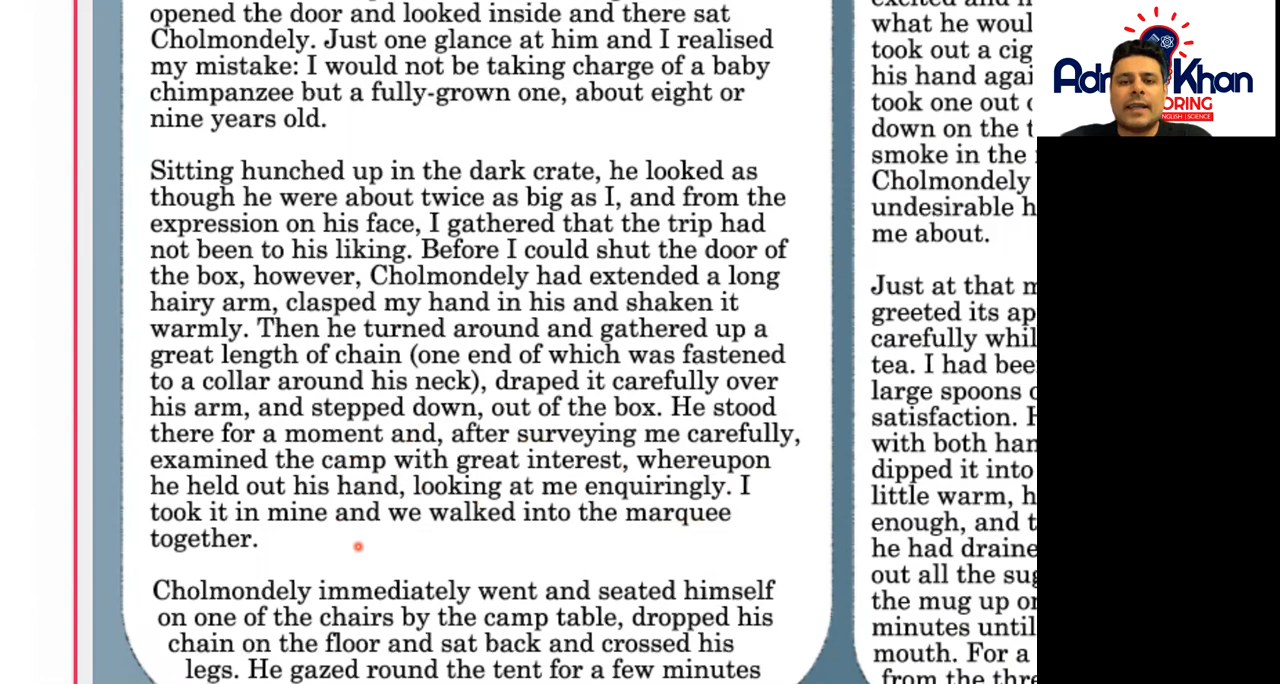 opened the door and looked inside and there sat
Cholmondely. Just one glance at him and I realised
my mistake: I would not be taking charge of a baby
chimpanzee but a fully-grown one, about eight or
nine years old.
Sitting hunched up in the dark crate, he looked as
though he were about twice as big as I, and from the
expression on his face, I gathered that the trip had
not been to his liking. Before I could shut the door of
the box, however, Cholmondely had extended a long
hairy arm, clasped my hand in his and shaken it
warmly. Then he turned around and gathered up a
great length of chain (one end of which was fastened
to a collar around his neck), draped it carefully over
his arm, and stepped down, out of the box. He stood
there for a moment and, after surveying me carefully,
examined the camp with great interest, whereupon
he held out his hand, looking at me enquiringly. I
took it in mine and we walked into the marquee
together.
Cholmondely immediately went and seated himself
on one of the chairs by the camp table, dropped his
chain on the floor and sat back and crossed his
legs. He gazed round the tent for a few minutes
what he woul
took out a cig
his hand agai
took one out
down on the t
smoke in the
Cholmondely
undesirable h
me about.
Just at that m
greeted its ap
carefully whil
tea. I had bee
large spoons
satisfaction.
with both han
dipped it into
little warm, h
enough, and t
he had draine
out all the sug
the mug up on
minutes until
mouth. For a
from the thre
Khan
ENGLISH | SCIENCE